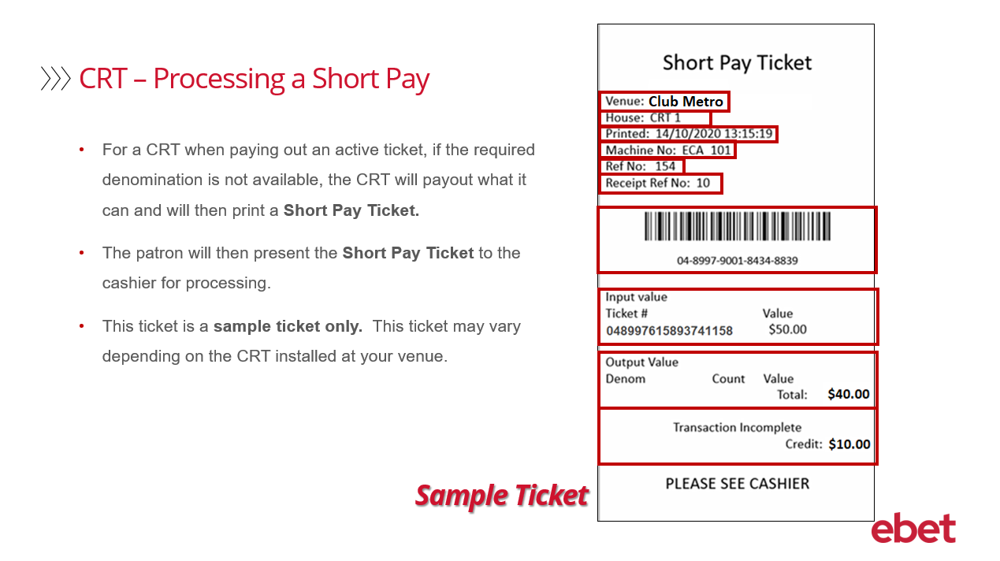 CRT – Processing a Short Pay
• For a CRT when paying out an active ticket, if the required
denomination is not available, the CRT will payout what it
can and will then print a Short Pay Ticket.
• The patron will then present the Short Pay Ticket to the
cashier for processing.
• This ticket is a sample ticket only. This ticket may vary
depending on the CRT installed at your venue.
Sample Ticket
Short Pay Ticket
Venue: Club Metro
House: CRT 1
Printed: 14/10/2020 13:15:19
Machine No: ECA 101
Ref No: 154
Receipt Ref No: 10
04-8997-9001-8434-8839
Input value
Ticket # Value
048997615893741158 $50.00
Output Value
Denom Count Value
Total: $40.00
Transaction Incomplete
Credit: $10.00
PLEASE SEE CASHIER
ebet